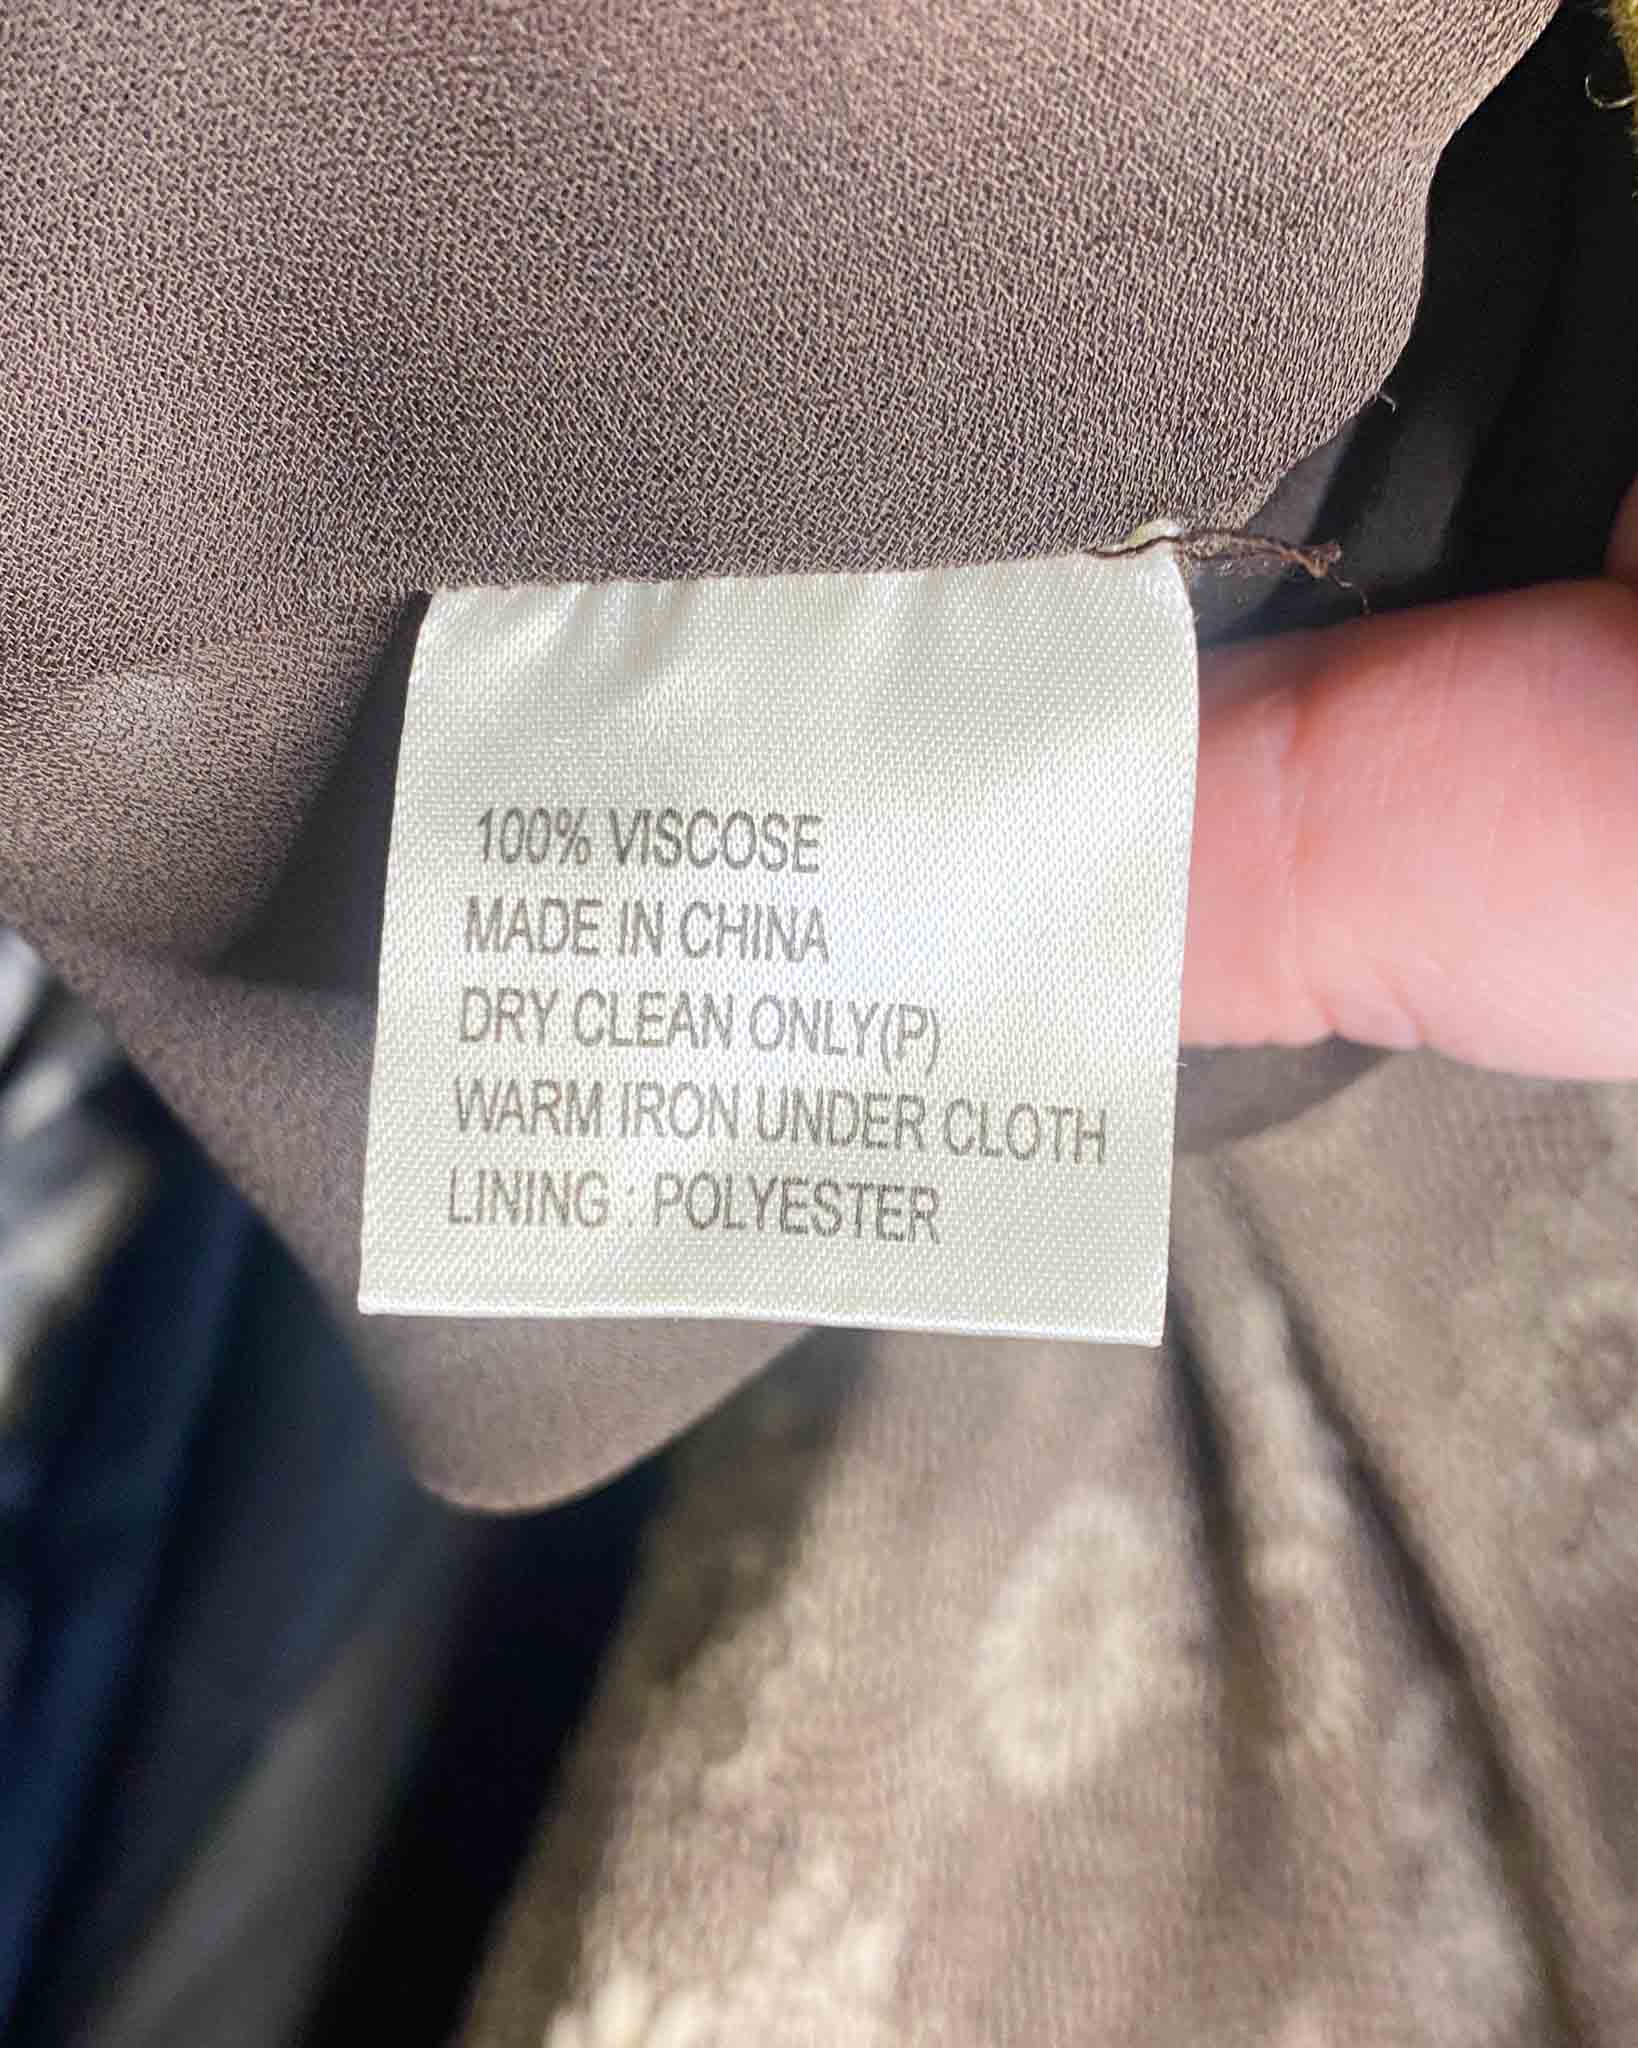 100% VISCOSE
MADE IN CHINA
DRY CLEAN ONLY(P)
WARM IRON UNDER CLOTH
LINING : POLYESTER